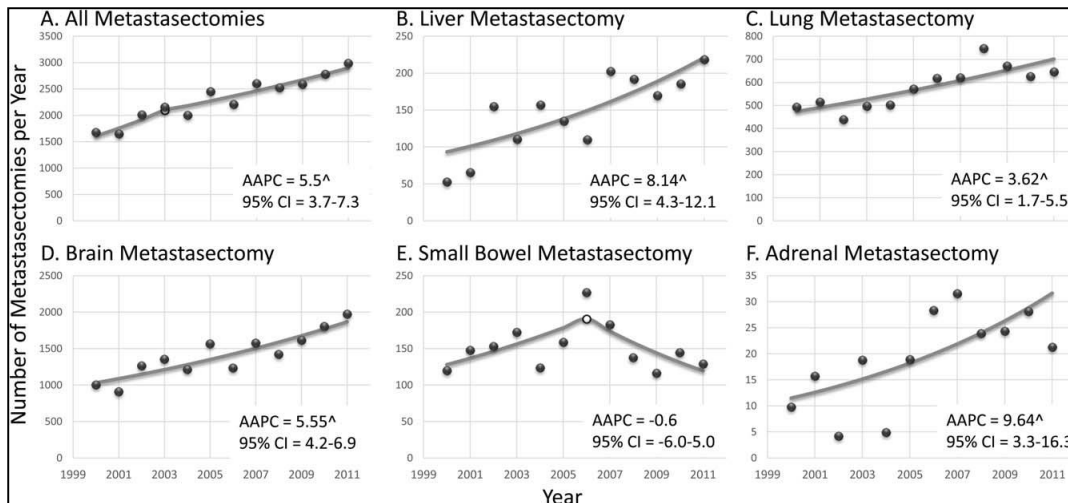 A. All Metastasectomies
B. Liver Metastasectomy
C. Lung Metastasectomy
3500
3000
2500
2000
1500
1000
500
0
AAPC = 5.5^
95% CI = 3.7-7.3
250
200
150
100
50
0
AAPC = 8.14^
95% CI = 4.3-12.1
800
700
600
500
400
300
200
100
0
AAPC = 3.62^
95% CI = 1.7-5.5
Number of Metastasectomies per Year
D. Brain Metastasectomy
E. Small Bowel Metastasectomy
F. Adrenal Metastasectomy
2500
2000
1500
1000
500
0
AAPC = 5.55^
95% CI = 4.2-6.9
1999 2001 2003 2005 2007 2009 2011
250
200
150
100
50
0
AAPC = -0.6
95% CI = -6.0-5.0
1999 2001 2003 2005 2007 2009 2011
35
30
25
20
15
10
5
0
AAPC = 9.64^
95% CI = 3.3-16.3
1999 2001 2003 2005 2007 2009 2011
Year